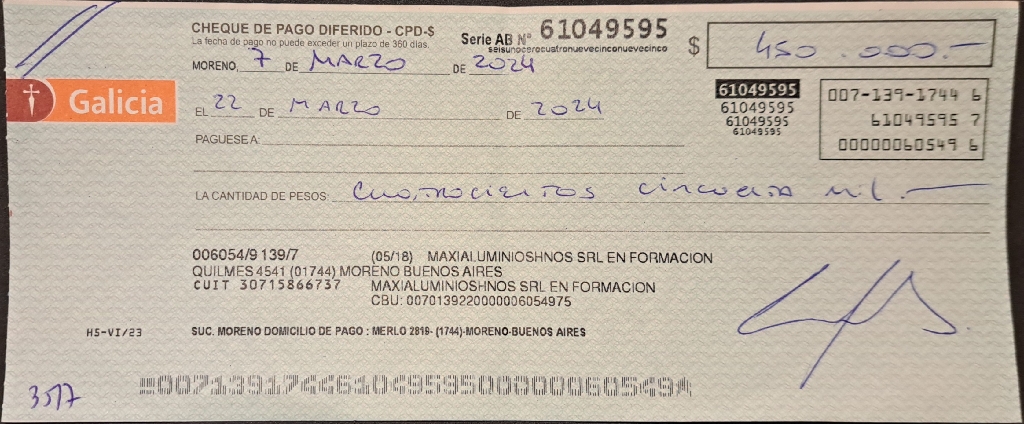 CHEQUE DE PAGO DIFERIDO - CPD-$
La fecha de pago no puede exceder un plazo de 360 días.
Serie AB Nº 61049595
seisunocerocuatronuevecinconuevecinco
$ 450.000.-
MORENO, 7 DE MARZO DE 2024
Galicia
EL 22 DE MARZO DE 2024
61049595
61049595
61049595
61049595
007-139-1744 6
61049595 7
00000060549 6
PAGUESE A:
LA CANTIDAD DE PESOS: Cuatrocientos cincuenta mil.-
006054/9 139/7 (05/18) MAXIALUMINIOSHNOS SRL EN FORMACION
QUILMES 4541 (01744) MORENO BUENOS AIRES
CUIT 30715866737 MAXIALUMINIOSHNOS SRL EN FORMACION
CBU: 0070139220000006054975
HS-VI/23 SUC. MORENO DOMICILIO DE PAGO : MERLO 2819- (1744)-MORENO-BUENOS AIRES
00713917446104959500000060549